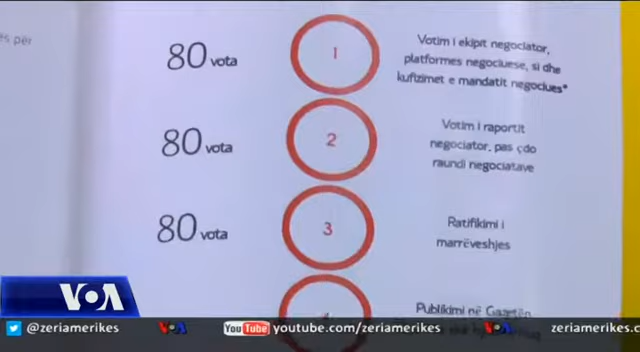 80 vota
1
Votim i ekipit negociator,
platformes negociuese, si dhe
kufizimet e mandatit negociues*
80 vota
2
Votim i raportit
negociator, pas çdo
raundi negociatave
80 vota
3
Ratifikimi i
marrëveshjes
Publikimi në Gazetën
VOA
@zeriamerikes
VOA
YouTube youtube.com/zeriamerikes
VOA
zeriamerikes.c